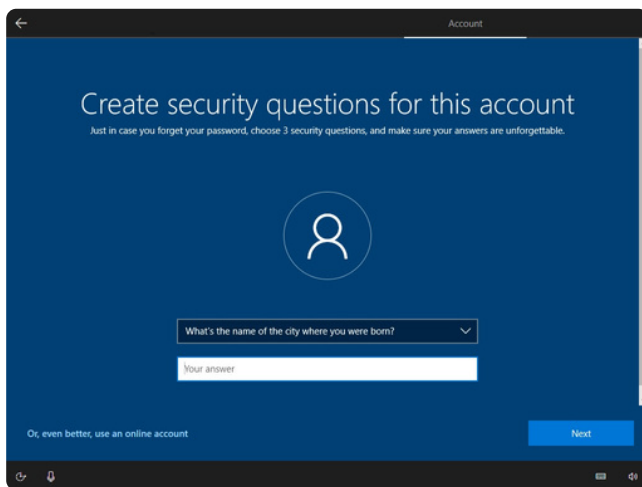 Account
Create security questions for this account
Just in case you forget your password, choose 3 security questions, and make sure your answers are unforgettable.
What's the name of the city where you were born?
Your answer
Or, even better, use an online account
Next